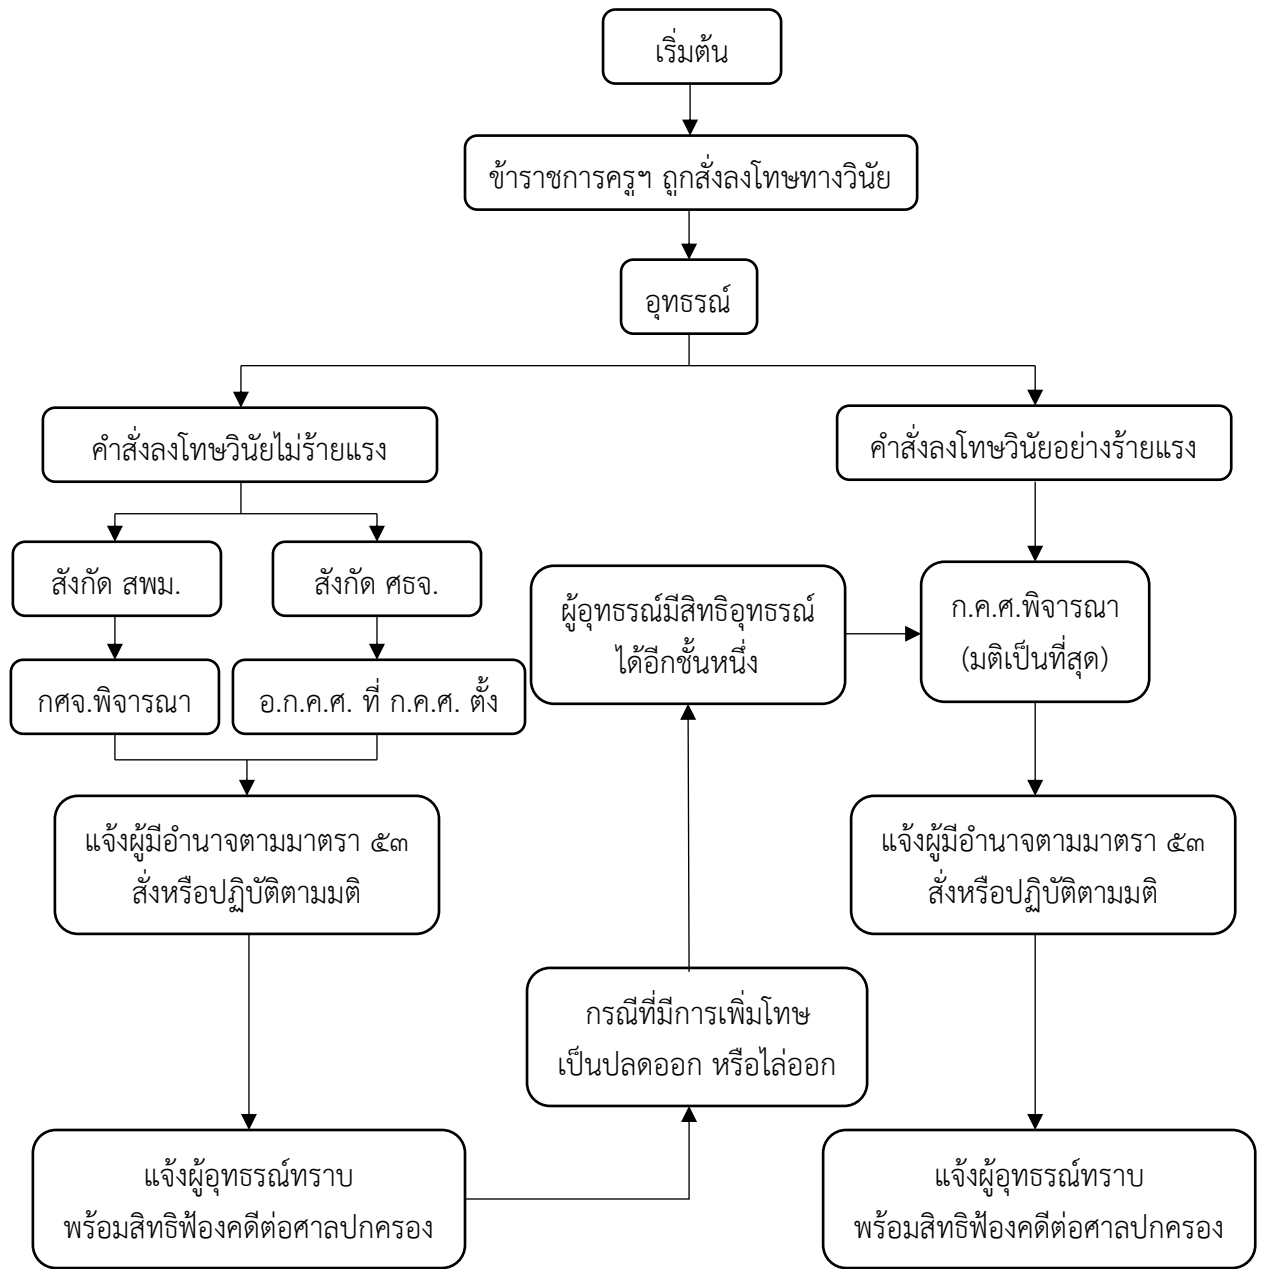 เริ่มต้น
ข้าราชการครูฯ ถูกสั่งลงโทษทางวินัย
อุทธรณ์
คำสั่งลงโทษวินัยไม่ร้ายแรง
คำสั่งลงโทษวินัยอย่างร้ายแรง
สังกัด สพม.
สังกัด ศธจ.
ผู้อุทธรณ์มีสิทธิอุทธรณ์
ได้อีกชั้นหนึ่ง
ก.ค.ศ.พิจารณา
(มติเป็นที่สุด)
กศจ.พิจารณา
อ.ก.ค.ศ. ที่ ก.ค.ศ. ตั้ง
แจ้งผู้มีอำนาจตามมาตรา ๕๓
สั่งหรือปฏิบัติตามมติ
แจ้งผู้มีอำนาจตามมาตรา ๕๓
สั่งหรือปฏิบัติตามมติ
กรณีที่มีการเพิ่มโทษ
เป็นปลดออก หรือไล่ออก
แจ้งผู้อุทธรณ์ทราบ
พร้อมสิทธิฟ้องคดีต่อศาลปกครอง
แจ้งผู้อุทธรณ์ทราบ
พร้อมสิทธิฟ้องคดีต่อศาลปกครอง